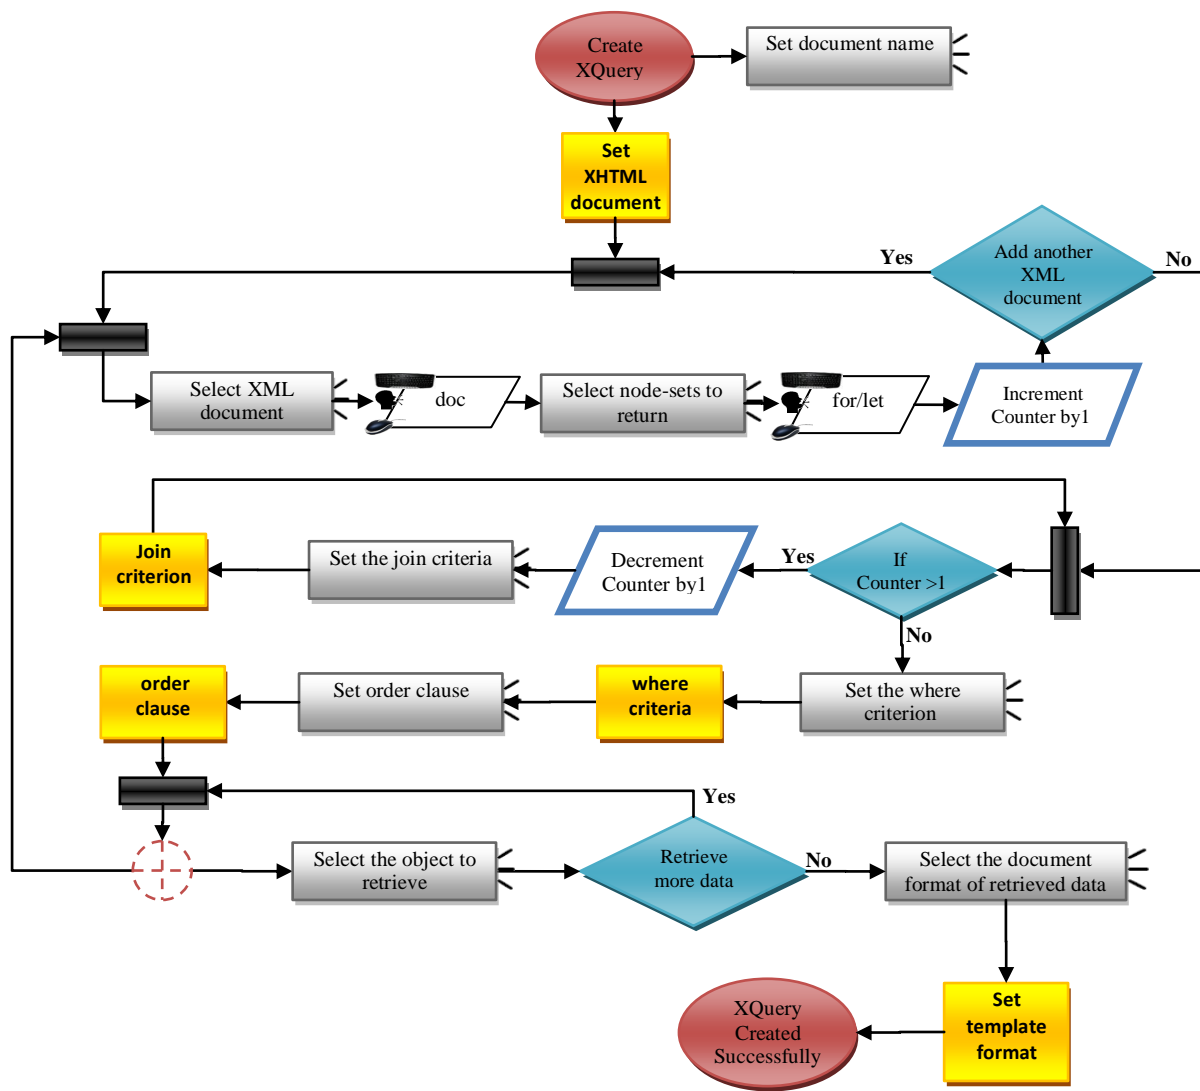 Create
XQuery
Set document name
Set
XHTML
document
Yes
Add another
XML
document
No
Select XML
document
doc
Select node-sets to
return
for/let
Increment
Counter by1
Join
criterion
Set the join criteria
Decrement
Counter by1
Yes
If
Counter >1
No
order
clause
Set order clause
where
criteria
Set the where
criterion
Yes
Select the object to
retrieve
Retrieve
more data
No
Select the document
format of retrieved data
XQuery
Created
Successfully
Set
template
format